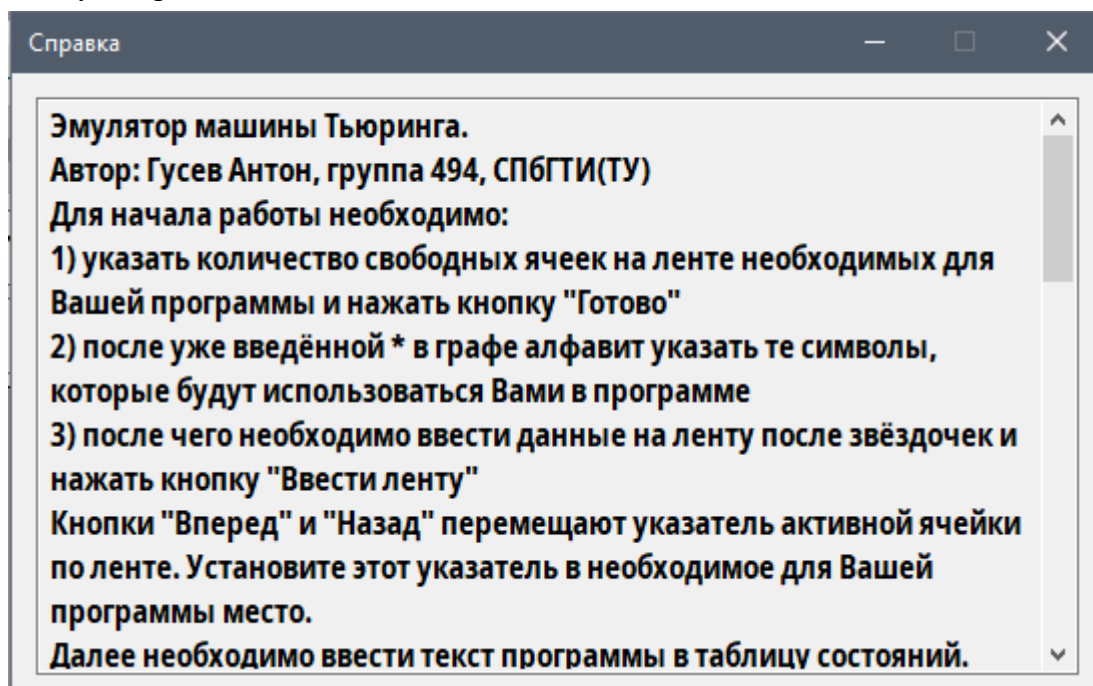 Справка
Эмулятор машины Тьюринга.
Автор: Гусев Антон, группа 494, СПбГТИ(ТУ)
Для начала работы необходимо:
1) указать количество свободных ячеек на ленте необходимых для
Вашей программы и нажать кнопку "Готово"
2) после уже введённой * в графе алфавит указать те символы,
которые будут использоваться Вами в программе
3) после чего необходимо ввести данные на ленту после звёздочек и
нажать кнопку "Ввести ленту"
Кнопки "Вперед" и "Назад" перемещают указатель активной ячейки
по ленте. Установите этот указатель в необходимое для Вашей
программы место.
Далее необходимо ввести текст программы в таблицу состояний.